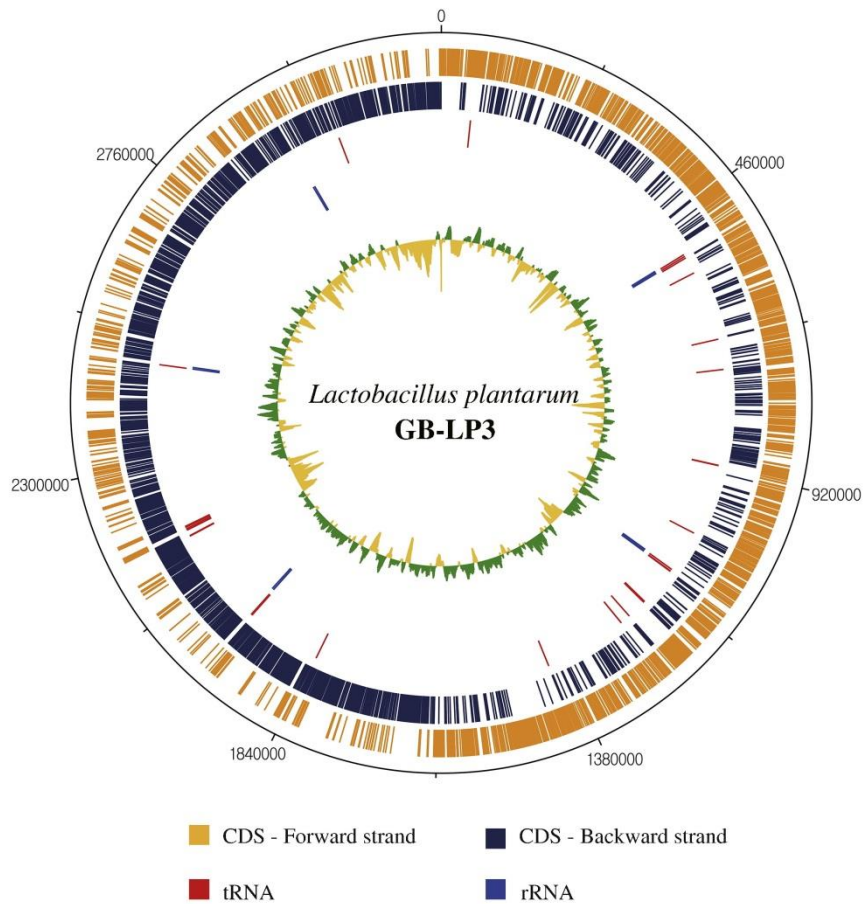 0
2760000
460000
Lactobacillus plantarum
GB-LP3
2300000
920000
1840000
1380000
CDS - Forward strand
CDS - Backward strand
tRNA
rRNA